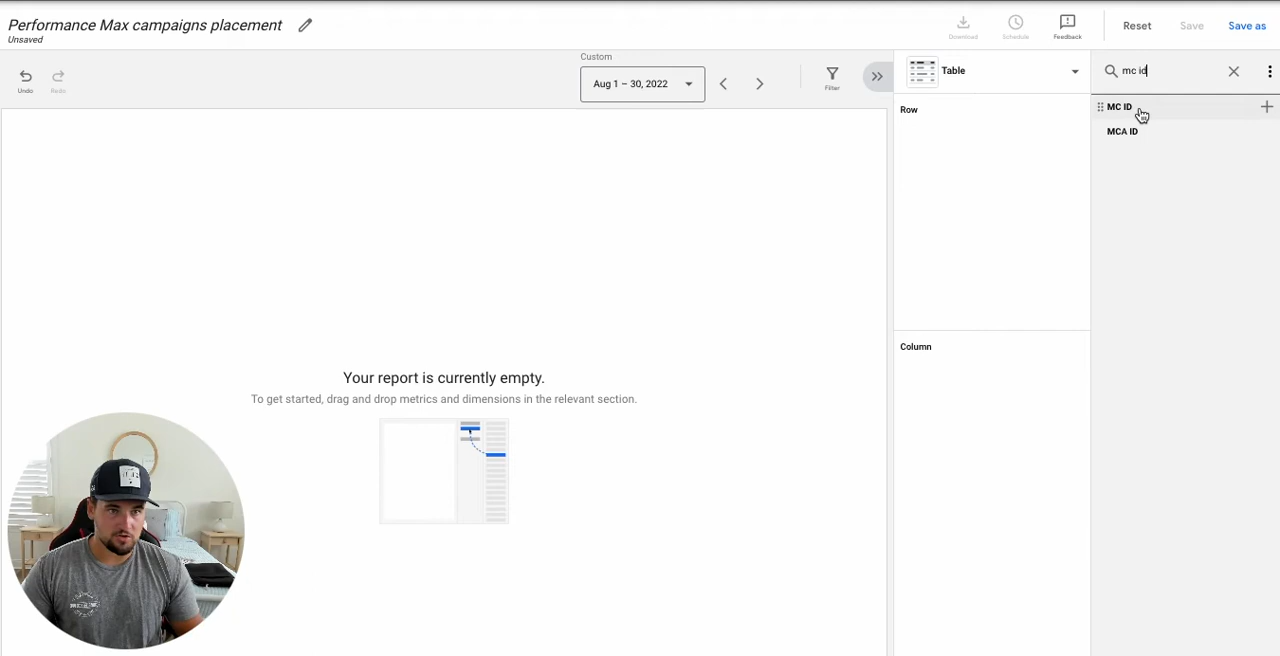 Performance Max campaigns placement
Unsaved
Download
Schedule
Feedback
Reset
Save
Save as
Undo
Redo
Custom
Aug 1 – 30, 2022
Filter
Table
mc id
Row
MC ID
MCA ID
Column
Your report is currently empty.
To get started, drag and drop metrics and dimensions in the relevant section.